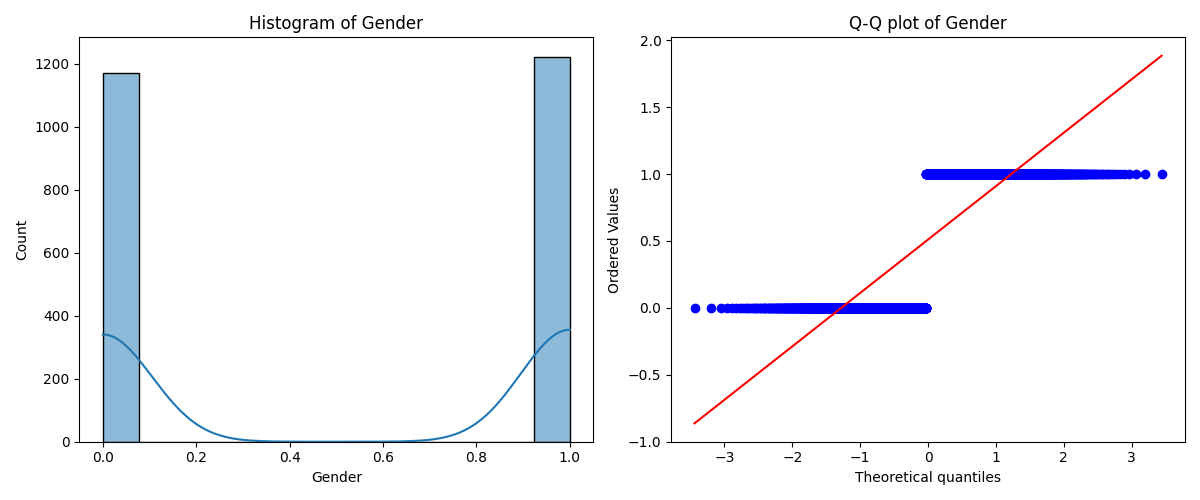 Histogram of Gender
Count
1200
1000
800
600
400
200
0
0.0 0.2 0.4 0.6 0.8 1.0
Gender
Q-Q plot of Gender
Ordered Values
2.0
1.5
1.0
0.5
0.0
−0.5
−1.0
−3 −2 −1 0 1 2 3
Theoretical quantiles